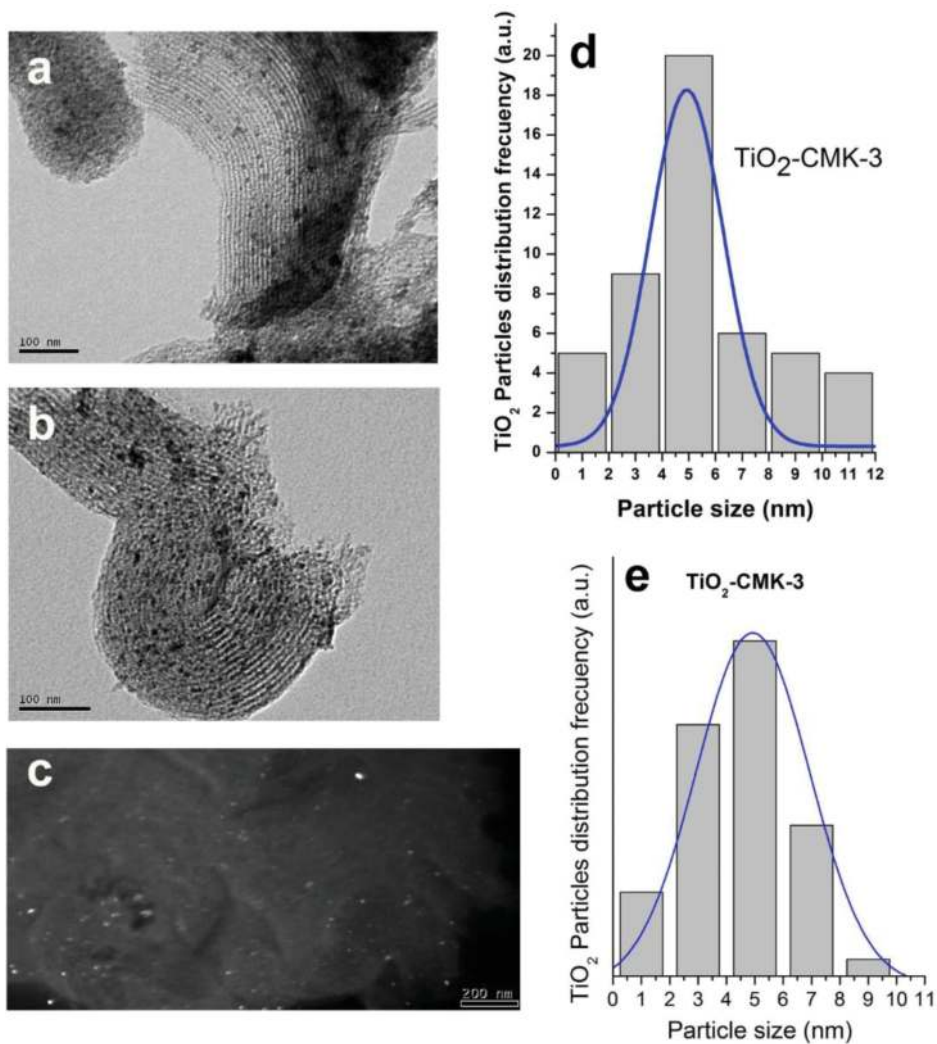 a
100 nm
b
100 nm
c
200 nm
d
TiO2 Particles distribution frecuency (a.u.)
20
18
16
14
12
10
8
6
4
2
0
TiO2-CMK-3
0 1 2 3 4 5 6 7 8 9 10 11 12
Particle size (nm)
e
TiO2-CMK-3
TiO2 Particles distribution frecuency (a.u.)
0 1 2 3 4 5 6 7 8 9 10 11
Particle size (nm)